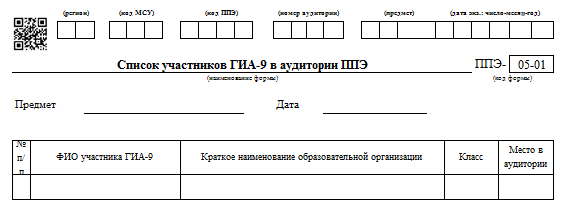 (регион) (код МСУ) (код ППЭ) (номер аудитории) (предмет) (дата экз.: число-месяц-год)
Список участников ГИА-9 в аудитории ППЭ ППЭ- 05-01
(наименование формы) (код формы)
Предмет Дата
№ п/п ФИО участника ГИА-9 Краткое наименование образовательной организации Класс Место в аудитории